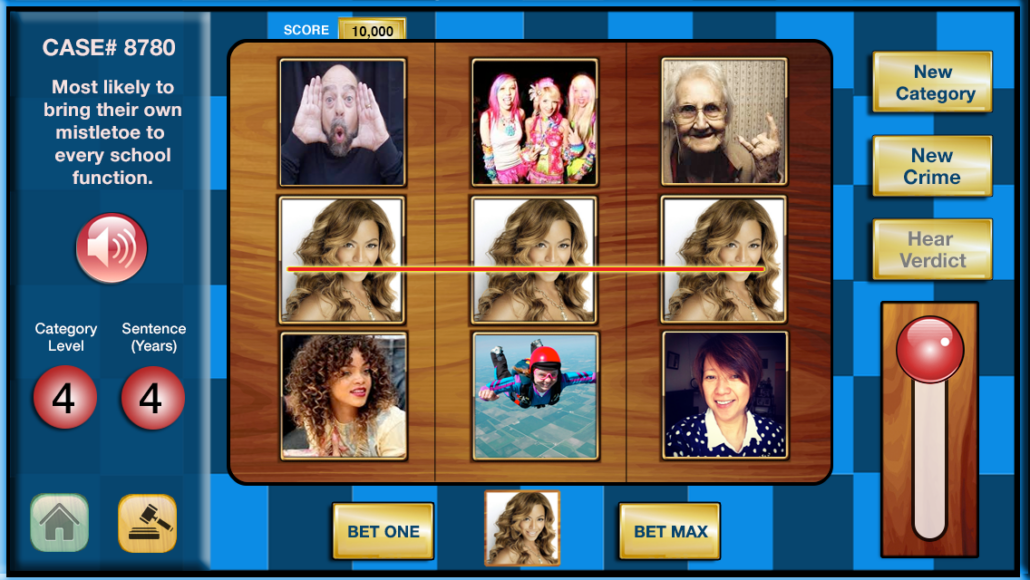 SCORE 10,000
CASE# 8780
Most likely to
bring their own
mistletoe to
every school
function.
Category
Level
Sentence
(Years)
4
4
New
Category
New
Crime
Hear
Verdict
BET ONE
BET MAX